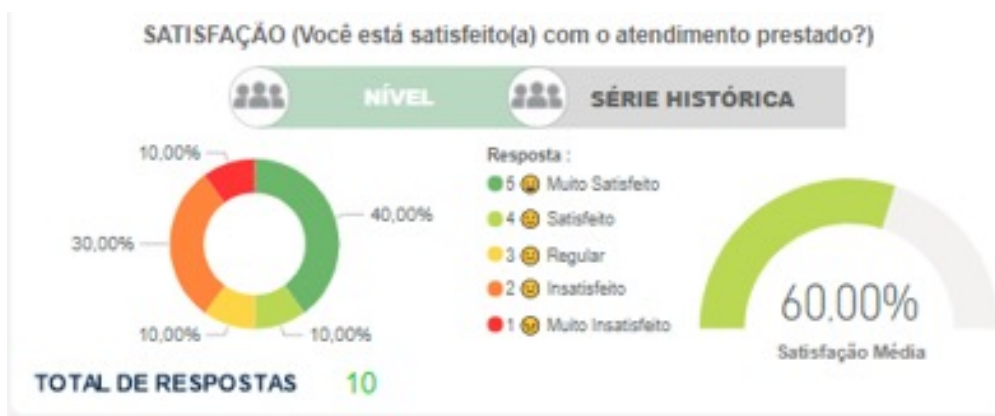 SATISFAÇÃO (Você está satisfeito(a) com o atendimento prestado?)
NÍVEL
SÉRIE HISTÓRICA
10,00%
40,00%
30,00%
10,00%
10,00%
Resposta :
5 Muito Satisfeito
4 Satisfeito
3 Regular
2 Insatisfeito
1 Muito Insatisfeito
60,00%
Satisfação Média
TOTAL DE RESPOSTAS 10